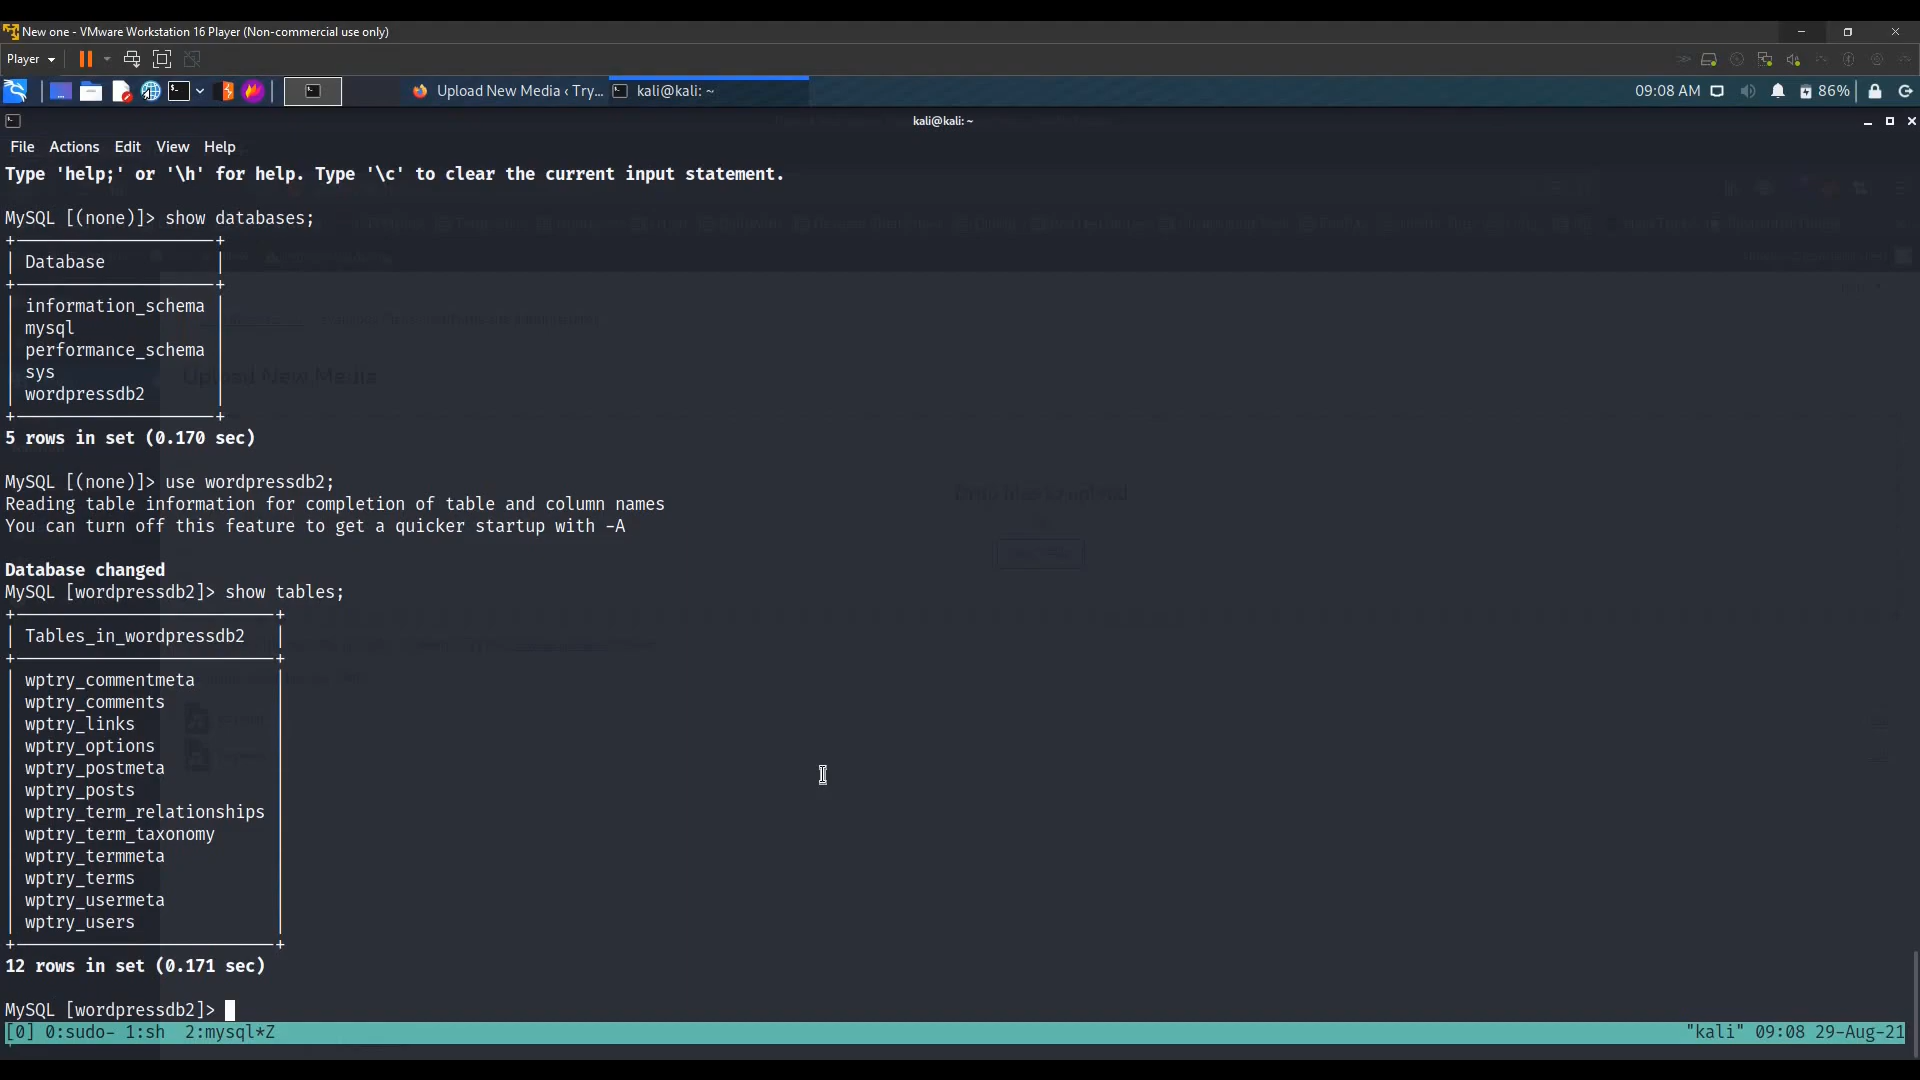 New one - VMware Workstation 16 Player (Non-commercial use only)
Player
Upload New Media ‹ Try...
kali@kali: ~
09:08 AM
86%
kali@kali: ~
File Actions Edit View Help
Type 'help;' or '\h' for help. Type '\c' to clear the current input statement.
MySQL [(none)]> show databases;
+--------------------+
| Database           |
+--------------------+
| information_schema |
| mysql              |
| performance_schema |
| sys                |
| wordpressdb2       |
+--------------------+
5 rows in set (0.170 sec)
MySQL [(none)]> use wordpressdb2;
Reading table information for completion of table and column names
You can turn off this feature to get a quicker startup with -A
Database changed
MySQL [wordpressdb2]> show tables;
+--------------------------+
| Tables_in_wordpressdb2   |
+--------------------------+
| wptry_commentmeta        |
| wptry_comments           |
| wptry_links              |
| wptry_options            |
| wptry_postmeta           |
| wptry_posts              |
| wptry_term_relationships |
| wptry_term_taxonomy      |
| wptry_termmeta           |
| wptry_terms              |
| wptry_usermeta           |
| wptry_users              |
+--------------------------+
12 rows in set (0.171 sec)
MySQL [wordpressdb2]>
[0] 0:sudo- 1:sh  2:mysql*Z
"kali" 09:08 29-Aug-21
Upload New Media